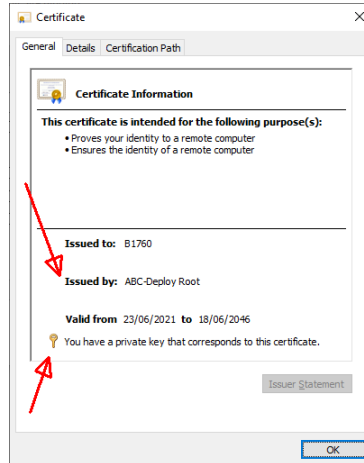 Certificate
General Details Certification Path
Certificate Information
This certificate is intended for the following purpose(s):
• Proves your identity to a remote computer
• Ensures the identity of a remote computer
Issued to: B1760
Issued by: ABC-Deploy Root
Valid from 23/06/2021 to 18/06/2046
You have a private key that corresponds to this certificate.
Issuer Statement
OK